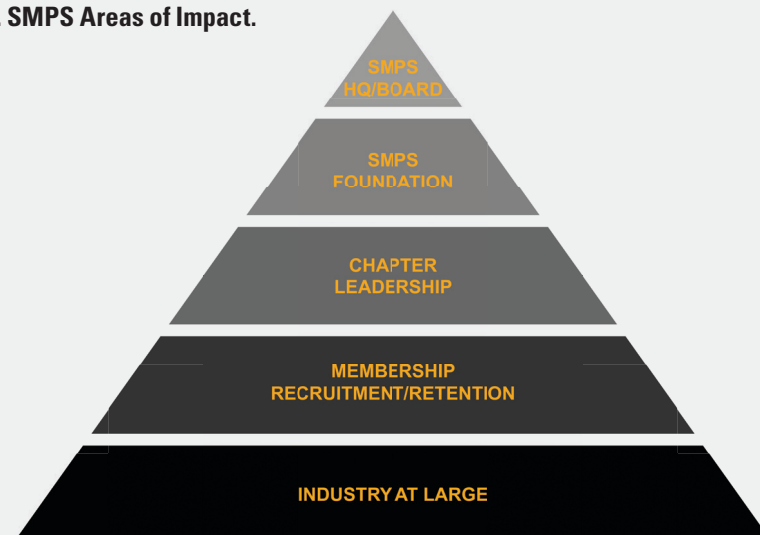 . SMPS Areas of Impact.
SMPS
HQ/BOARD
SMPS
FOUNDATION
CHAPTER
LEADERSHIP
MEMBERSHIP
RECRUITMENT/RETENTION
INDUSTRY AT LARGE